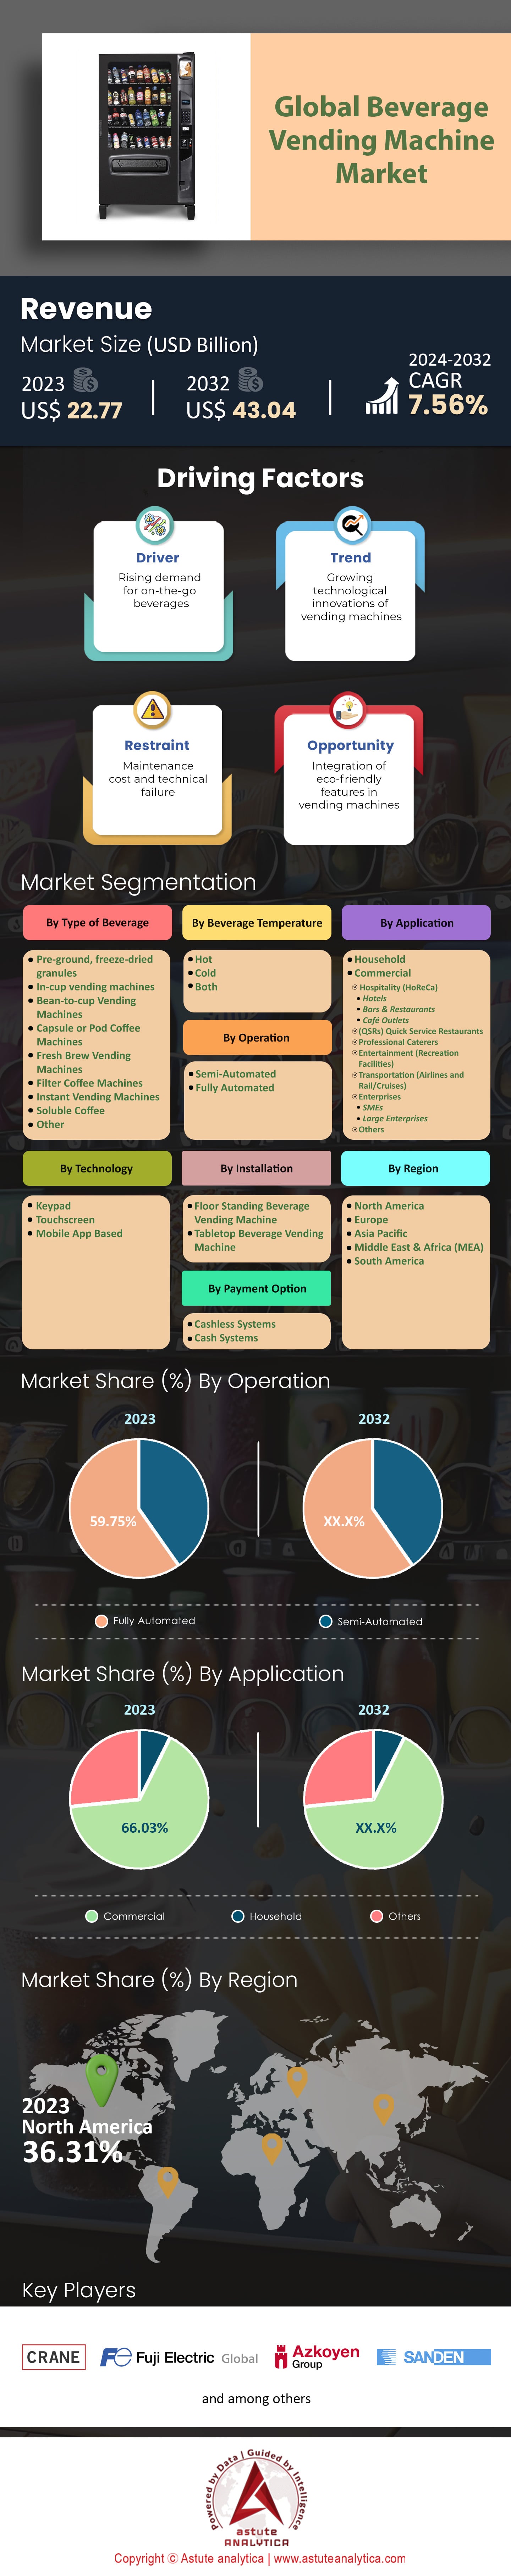 Global Beverage
Vending Machine
Market
Revenue
Market Size (USD Billion)
2023
US$ 22.77
2032
US$ 43.04
2024-2032
CAGR
7.56%
Driving Factors
Driver
Rising demand
for on-the-go
beverages
Trend
Growing
technological
innovations of
vending machines
Restraint
Maintenance
cost and technical
failure
Opportunity
Integration of
eco-friendly
features in
vending machines
Market Segmentation
By Type of Beverage
Pre-ground, freeze-dried
granules
In-cup vending machines
Bean-to-cup Vending
Machines
Capsule or Pod Coffee
Machines
Fresh Brew Vending
Machines
Filter Coffee Machines
Instant Vending Machines
Soluble Coffee
Other
By Beverage Temperature
Hot
Cold
Both
By Operation
Semi-Automated
Fully Automated
By Application
Household
Commercial
Hospitality (HoReCa)
Hotels
Bars & Restaurants
Café Outlets
(QSRs) Quick Service Restaurants
Professional Caterers
Entertainment (Recreation
Facilities)
Transportation (Airlines and
Rail/Cruises)
Enterprises
SMEs
Large Enterprises
Others
By Technology
Keypad
Touchscreen
Mobile App Based
By Installation
Floor Standing Beverage
Vending Machine
Tabletop Beverage Vending
Machine
By Payment Option
Cashless Systems
Cash Systems
By Region
North America
Europe
Asia Pacific
Middle East & Africa (MEA)
South America
Market Share (%) By Operation
2023
2032
59.75%
XX.X%
Fully Automated
Semi-Automated
Market Share (%) By Application
2023
2032
66.03%
XX.X%
Commercial
Household
Others
Market Share (%) By Region
2023
North America
36.31%
Key Players
CRANE
Fe Fuji Electric Global
Azkoyen
Group
SANDEN
and among others
Powered by Data | Guided by Intelligence
astute
ANALYTICA
Copyright © Astute analytica | www.astuteanalytica.com